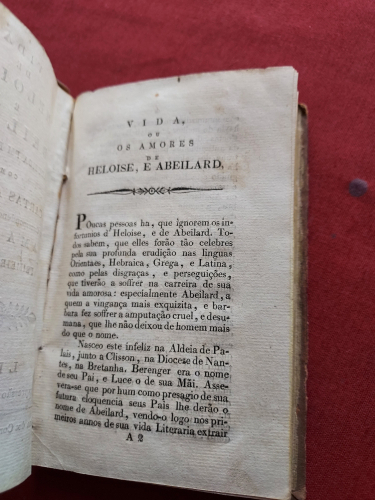 VIDA,
OU
OS AMORES
DE
HELOISE, E ABEILARD.
Poucas pessoas ha, que ignorem os in-
fortunios d'Heloise, e de Abeilard. To-
dos sabem, que elles forão tão celebres
pela sua profunda erudição nas linguas
Orientaes, Hebraica, Grega, e Latina,
como pelas disgraças, e perseguições,
que tiverão a soffrer na carreira de sua
vida amorosa: especialmente Abeilard, a
quem a vingança mais exquizita, e bar-
bara fez soffrer a amputação cruel, e desu-
mana, que lhe não deixou de homem mais
do que o nome.
Nasceo este infeliz na Aldeia de Pa-
lais, junto a Clisson, na Diocese de Nan-
tes, na Bretanha. Berenger era o nome
de seu Pai, e Luce o de sua Mãi. Asse-
vera-se que por hum como presagio de sua
futura eloquencia seus Pais lhe derão o
nome de Abeilard, vendo-o logo nos pri-
meiros annos de sua vida Literaria extrair
A 2